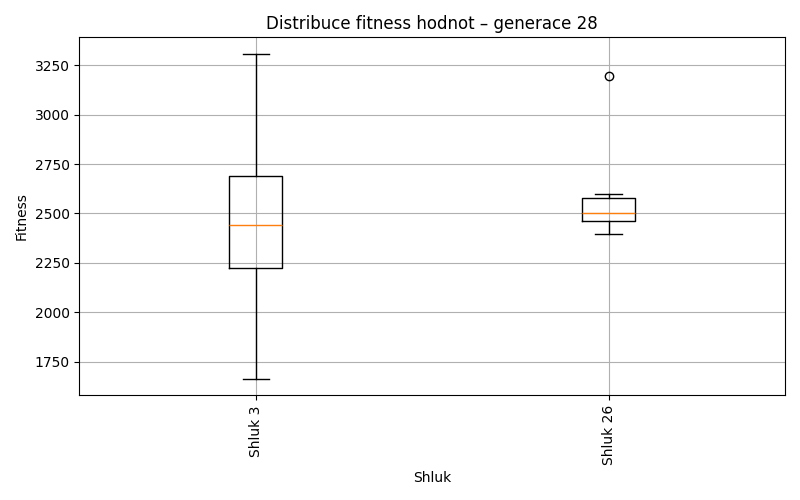 Distribuce fitness hodnot – generace 28
Fitness
3250
3000
2750
2500
2250
2000
1750
Shluk 3
Shluk 26
Shluk